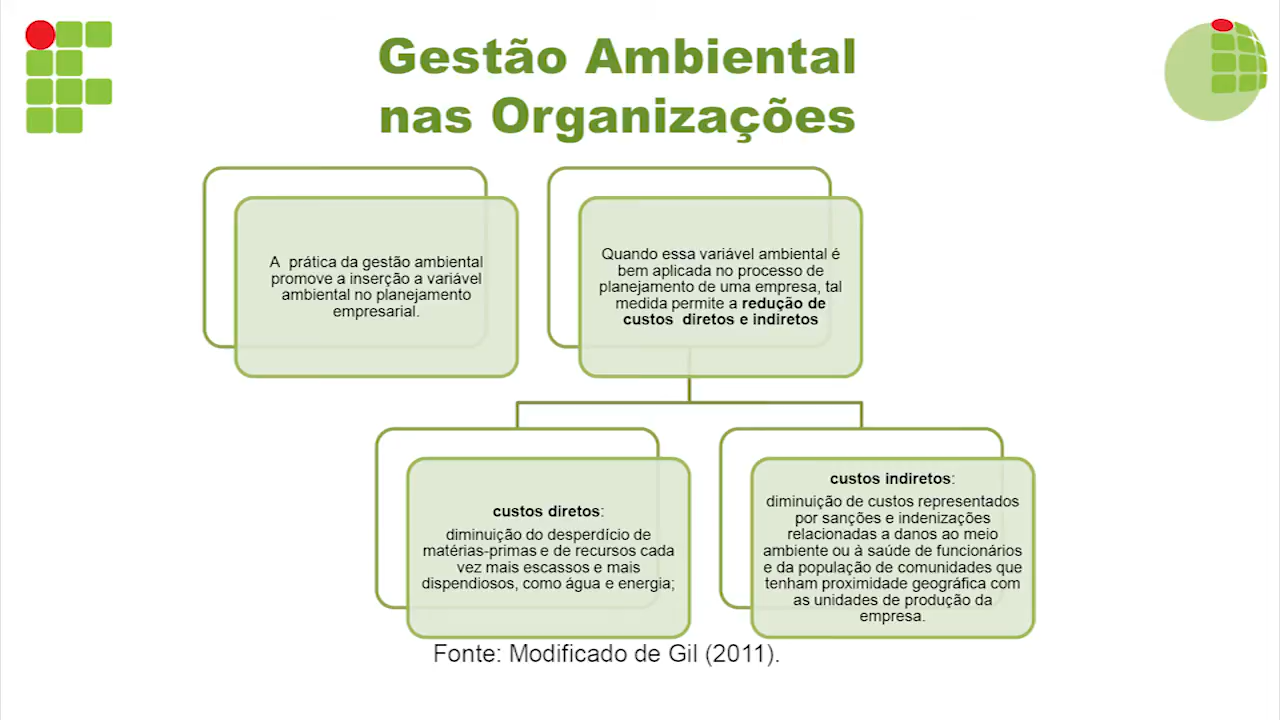 Gestão Ambiental
nas Organizações
A  prática da gestão ambiental
promove a inserção a variável
ambiental no planejamento
empresarial.
Quando essa variável ambiental é
bem aplicada no processo de
planejamento de uma empresa, tal
medida permite a redução de
custos  diretos e indiretos
custos diretos:
diminuição do desperdício de
matérias-primas e de recursos cada
vez mais escassos e mais
dispendiosos, como água e energia;
custos indiretos:
diminuição de custos representados
por sanções e indenizações
relacionadas a danos ao meio
ambiente ou à saúde de funcionários
e da população de comunidades que
tenham proximidade geográfica com
as unidades de produção da
empresa.
Fonte: Modificado de Gil (2011).